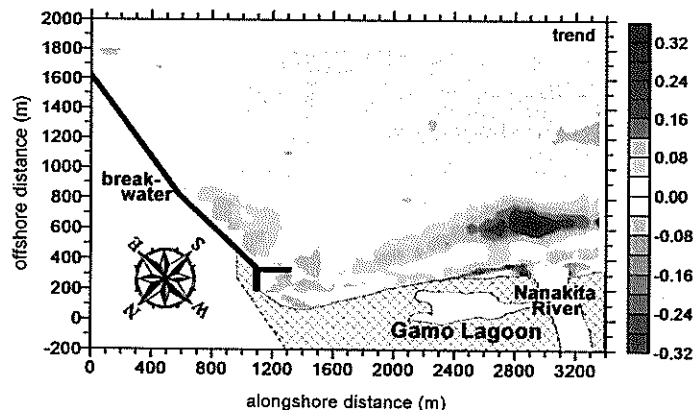 trend
2000
1800
1600
1400
1200
1000
800
600
400
200
0
-200
offshore distance (m)
break-
water
E
S
N
W
Nanakita
River
Gamo Lagoon
0 400 800 1200 1600 2000 2400 2800 3200
alongshore distance (m)
0.32
0.24
0.16
0.08
0.00
-0.08
-0.16
-0.24
-0.32